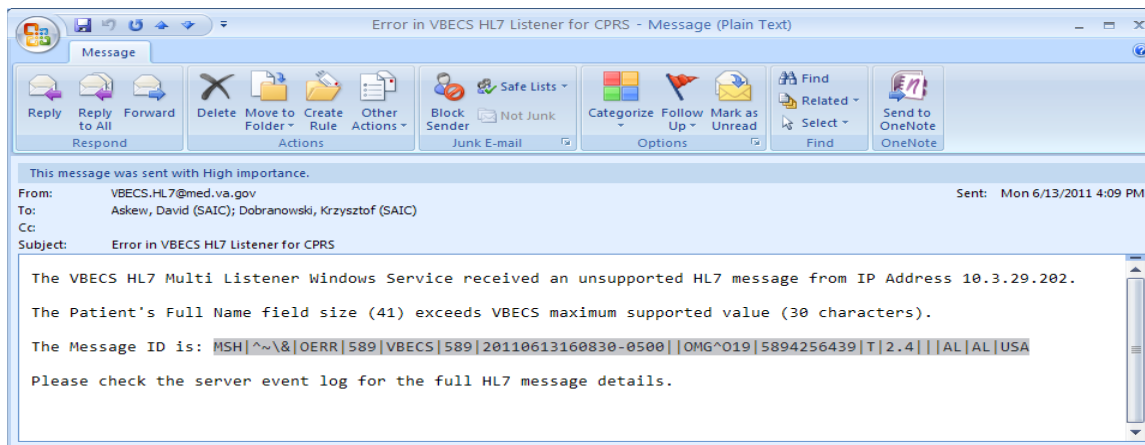 Error in VBECS HL7 Listener for CPRS - Message (Plain Text)
Message
Reply
Reply to All
Forward
Respond
Delete
Move to Folder
Create Rule
Other Actions
Actions
Block Sender
Safe Lists
Not Junk
Junk E-mail
Categorize
Follow Up
Mark as Unread
Options
Find
Related
Select
Find
Send to OneNote
OneNote
This message was sent with High importance.
From: VBECS.HL7@med.va.gov Sent: Mon 6/13/2011 4:09 PM
To: Askew, David (SAIC); Dobranowski, Krzysztof (SAIC)
Cc:
Subject: Error in VBECS HL7 Listener for CPRS
The VBECS HL7 Multi Listener Windows Service received an unsupported HL7 message from IP Address 10.3.29.202.
The Patient's Full Name field size (41) exceeds VBECS maximum supported value (30 characters).
The Message ID is: MSH|^~\&|OERR|589|VBECS|589|20110613160830-0500||OMG^O19|5894256439|T|2.4|||AL|AL|USA
Please check the server event log for the full HL7 message details.